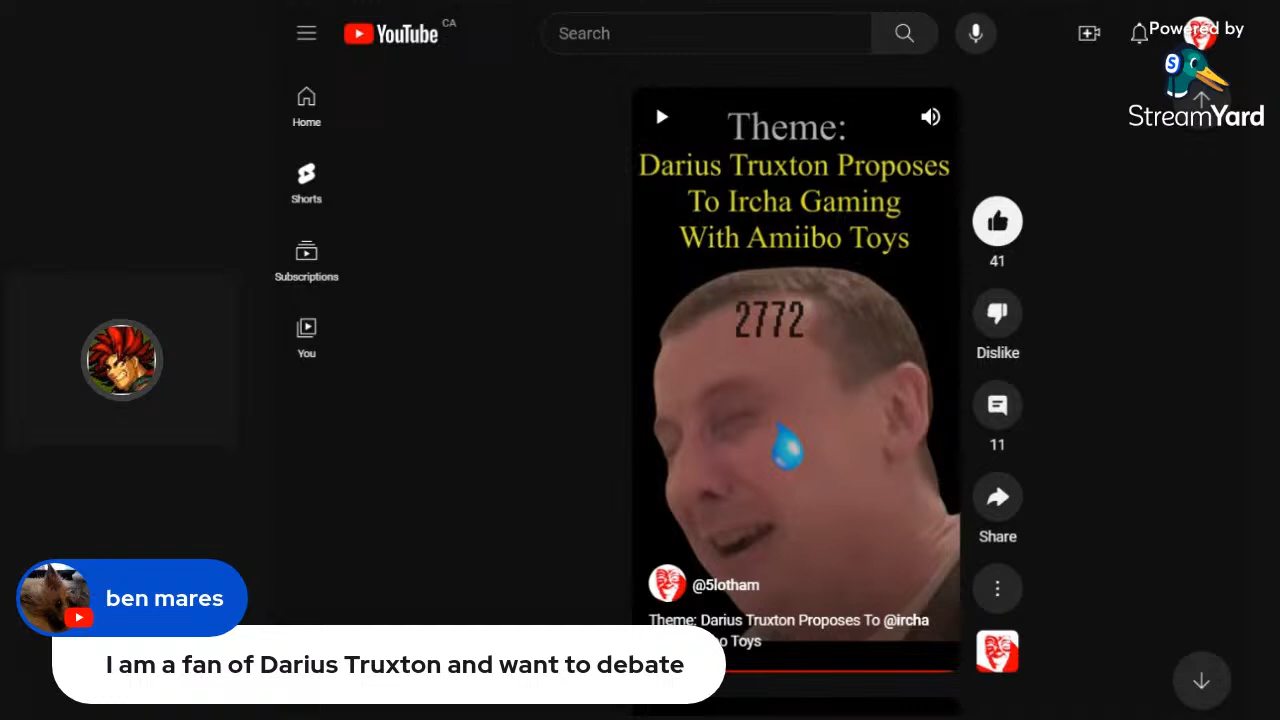 YouTube CA
Search
Powered by
S
StreamYard
Home
Shorts
Subscriptions
You
Theme:
Darius Truxton Proposes
To Ircha Gaming
With Amiibo Toys
2772
41
Dislike
11
Share
@5lotham
Theme: Darius Truxton Proposes To @ircha
o Toys
ben mares
I am a fan of Darius Truxton and want to debate